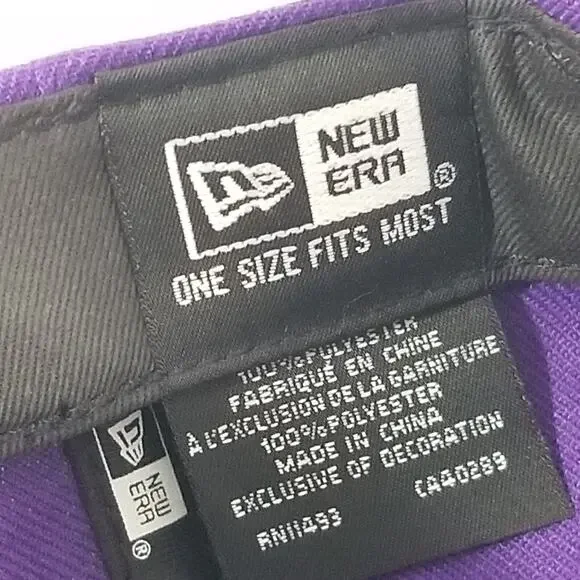 NEW
ERA®
ONE SIZE FITS MOST
100% POLYESTER
FABRIQUÉ EN CHINE
À L'EXCLUSION DE LA GARNITURE
100% POLYESTER
MADE IN CHINA
EXCLUSIVE OF DECORATION
RN11493 CA40289
NEW
ERA®